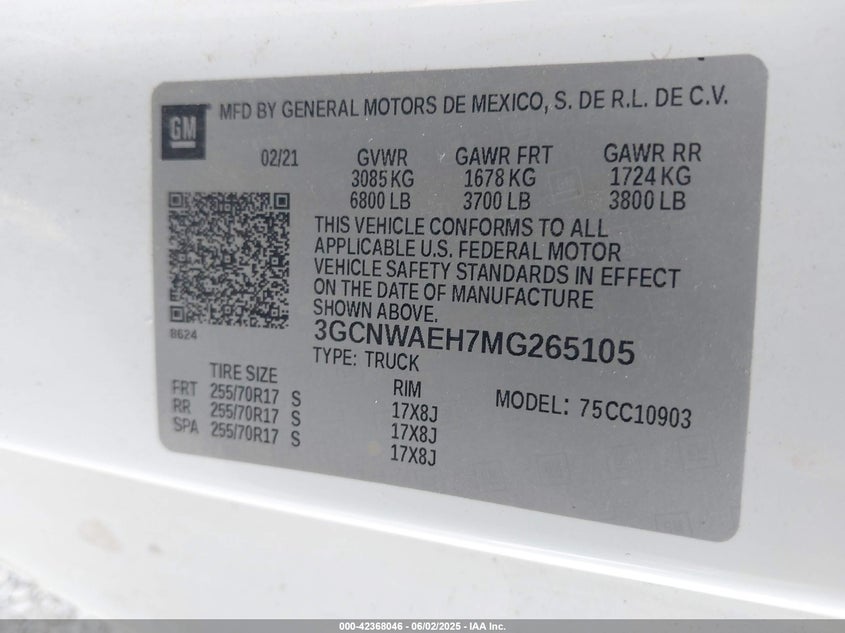 GM
MFD BY GENERAL MOTORS DE MEXICO, S. DE R.L. DE C.V.
02/21 GVWR GAWR FRT GAWR RR
3085 KG 1678 KG 1724 KG
6800 LB 3700 LB 3800 LB
THIS VEHICLE CONFORMS TO ALL
APPLICABLE U.S. FEDERAL MOTOR
VEHICLE SAFETY STANDARDS IN EFFECT
ON THE DATE OF MANUFACTURE
SHOWN ABOVE.
8624
3GCNWAEH7MG265105
TYPE: TRUCK
TIRE SIZE RIM MODEL: 75CC10903
FRT 255/70R17 S 17X8J
RR 255/70R17 S 17X8J
SPA 255/70R17 S 17X8J
000-42368046 - 06/02/2025 - IAA Inc.